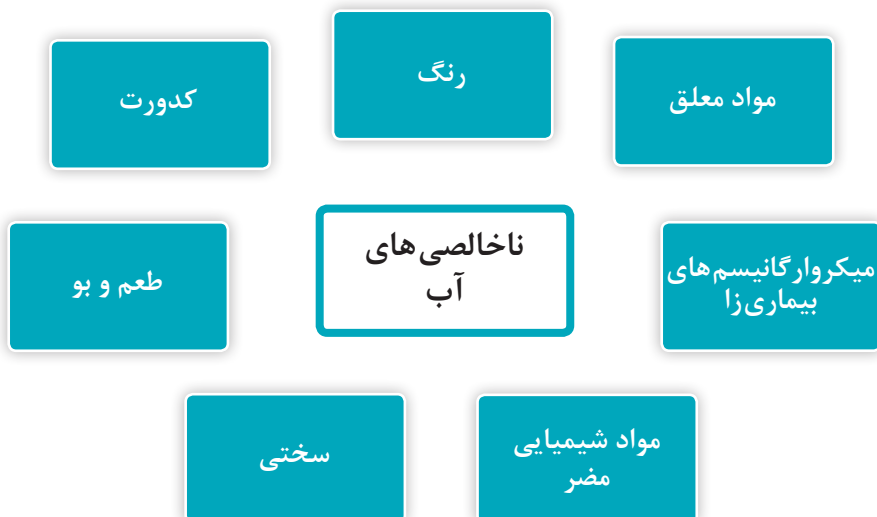 رنگ
مواد معلق
کدورت
ناخالصی‌های
آب
میکروارگانیسم‌های
بیماری‌زا
طعم و بو
مواد شیمیایی
مضر
سختی